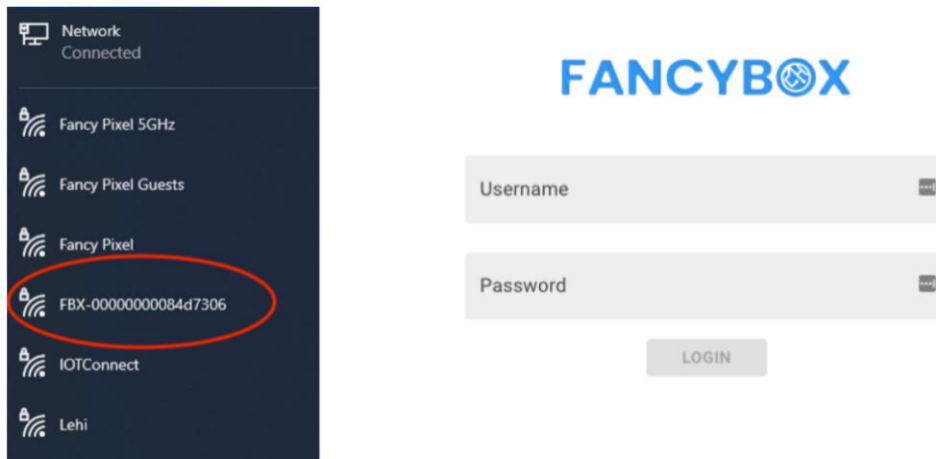 Network
Connected
Fancy Pixel 5GHz
Fancy Pixel Guests
Fancy Pixel
FBX-00000000084d7306
IOTConnect
Lehi
FANCYBOX
Username
Password
LOGIN